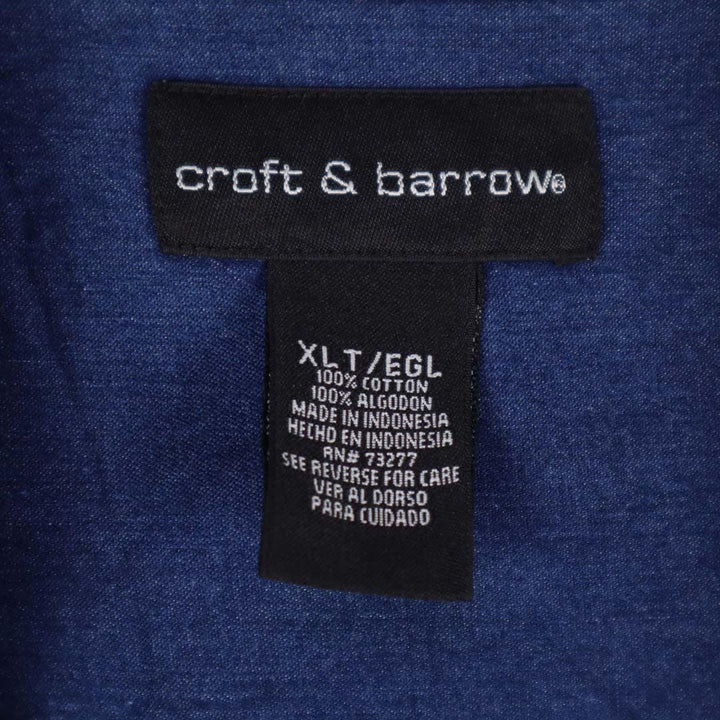 croft & barrow®
XLT/EGL
100% COTTON
100% ALGODON
MADE IN INDONESIA
HECHO EN INDONESIA
RN# 73277
SEE REVERSE FOR CARE
VER AL DORSO
PARA CUIDADO